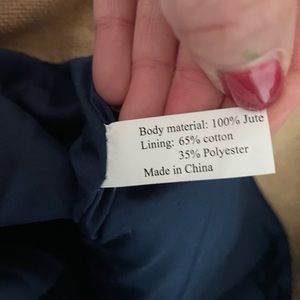 Body material: 100% Jute
Lining: 65% cotton
35% Polyester
Made in China